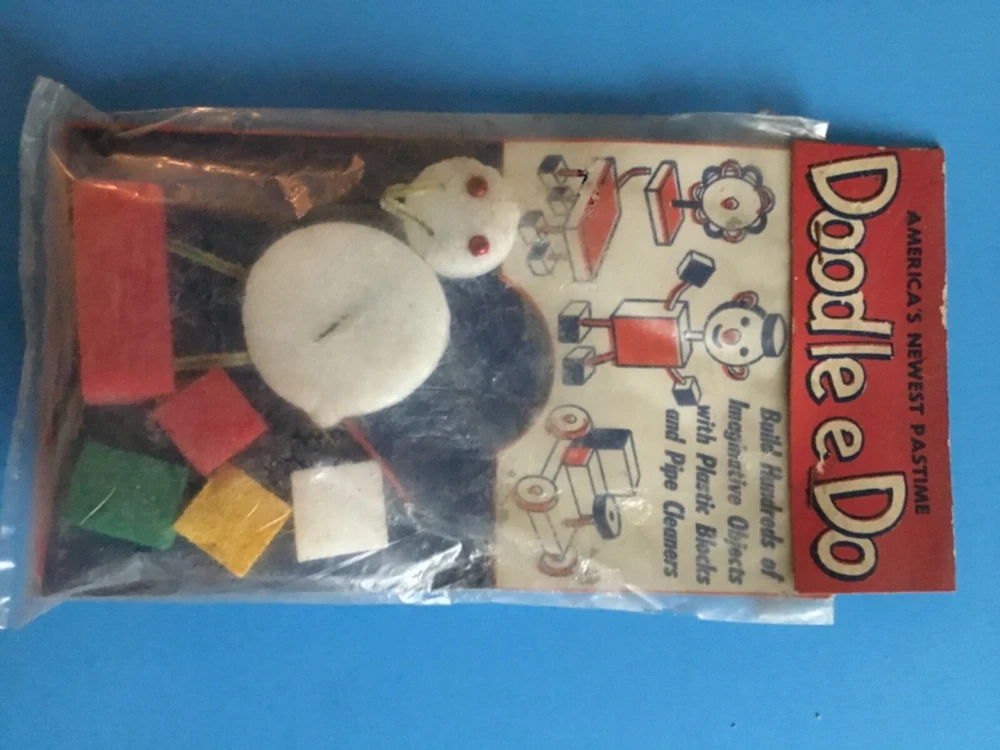 AMERICA'S NEWEST PASTIME
Doodle e Do
Build Hundreds of
Imaginative Objects
with Plastic Blocks
and Pipe Cleaners